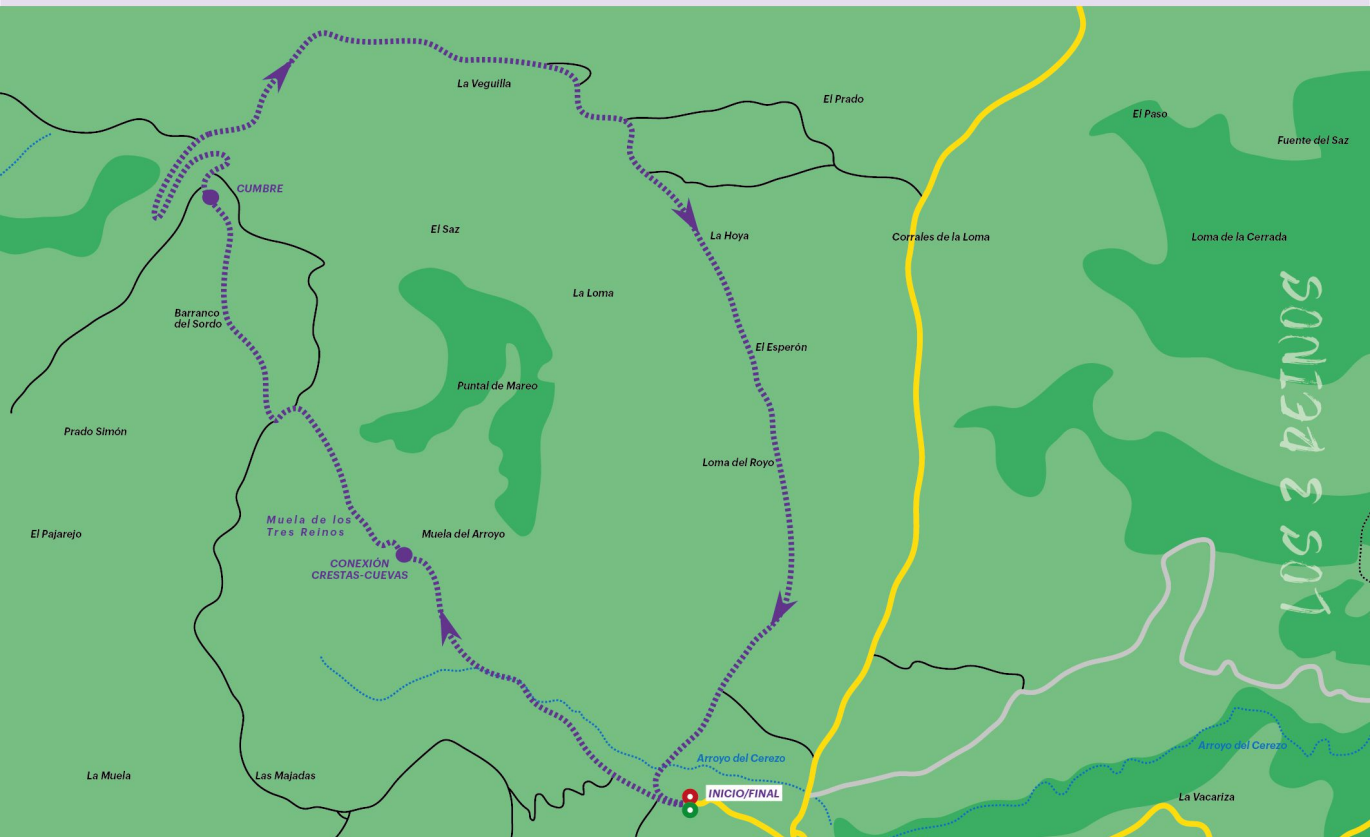 La Veguilla
El Prado
El Paso
Fuente del Saz
CUMBRE
El Saz
La Hoya
Corrales de la Loma
Loma de la Cerrada
La Loma
Barranco
del Sordo
El Esperón
Puntal de Mareo
Prado Simón
Loma del Royo
LOS 3 REINOS
Muela de los
Tres Reinos
El Pajarejo
Muela del Arroyo
CONEXIÓN
CRESTAS-CUEVAS
Arroyo del Cerezo
Arroyo del Cerezo
La Muela
Las Majadas
INICIO/FINAL
La Vacariza